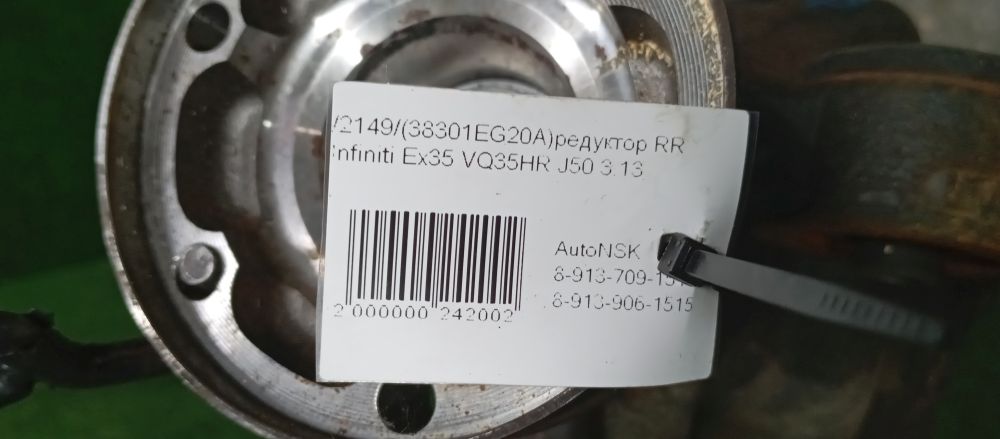 /2149/(38301EG20A)редуктор RR
Infiniti Ex35 VQ35HR J50 3.13
AutoNSK
8-913-709-
8-913-906-1515
2 000000 242002